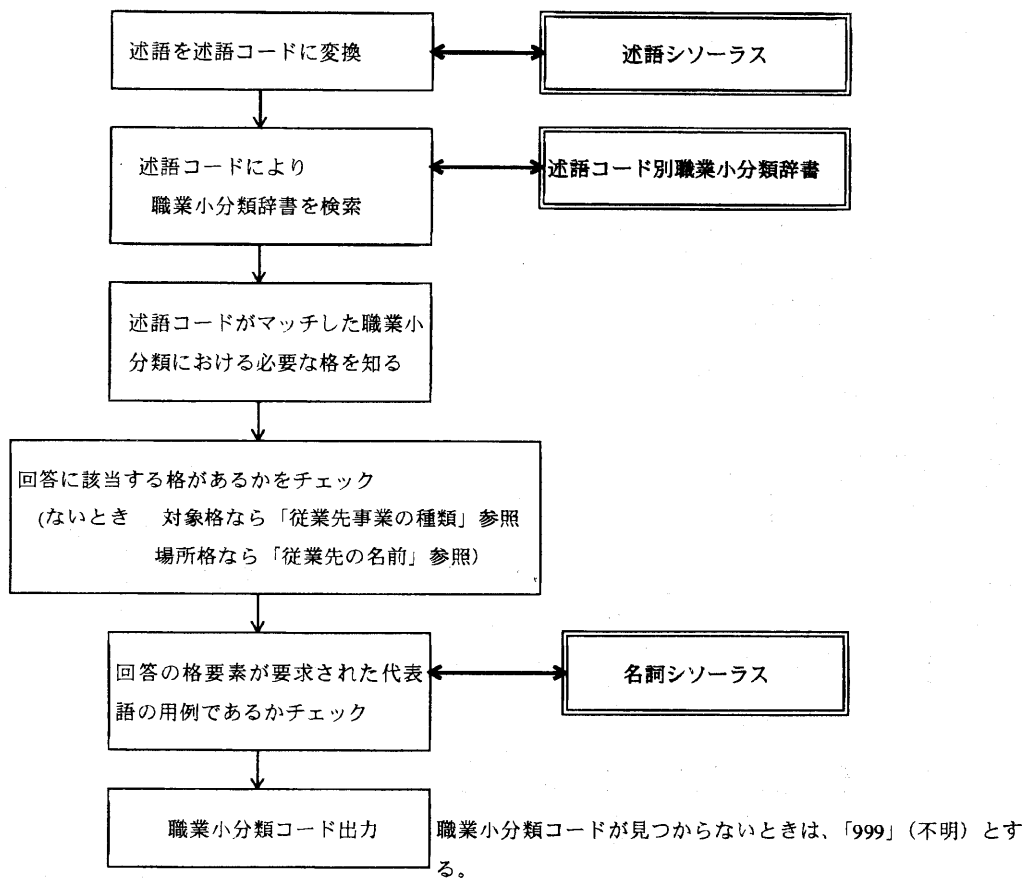 述語を述語コードに変換
述語シソーラス
述語コードにより
職業小分類辞書を検索
述語コード別職業小分類辞書
述語コードがマッチした職業小
分類における必要な格を知る
回答に該当する格があるかをチェック
(ないとき 対象格なら「従業先事業の種類」参照
場所格なら「従業先の名前」参照)
回答の格要素が要求された代表
語の用例であるかチェック
名詞シソーラス
職業小分類コード出力
職業小分類コードが見つからないときは、「999」(不明)とす
る。